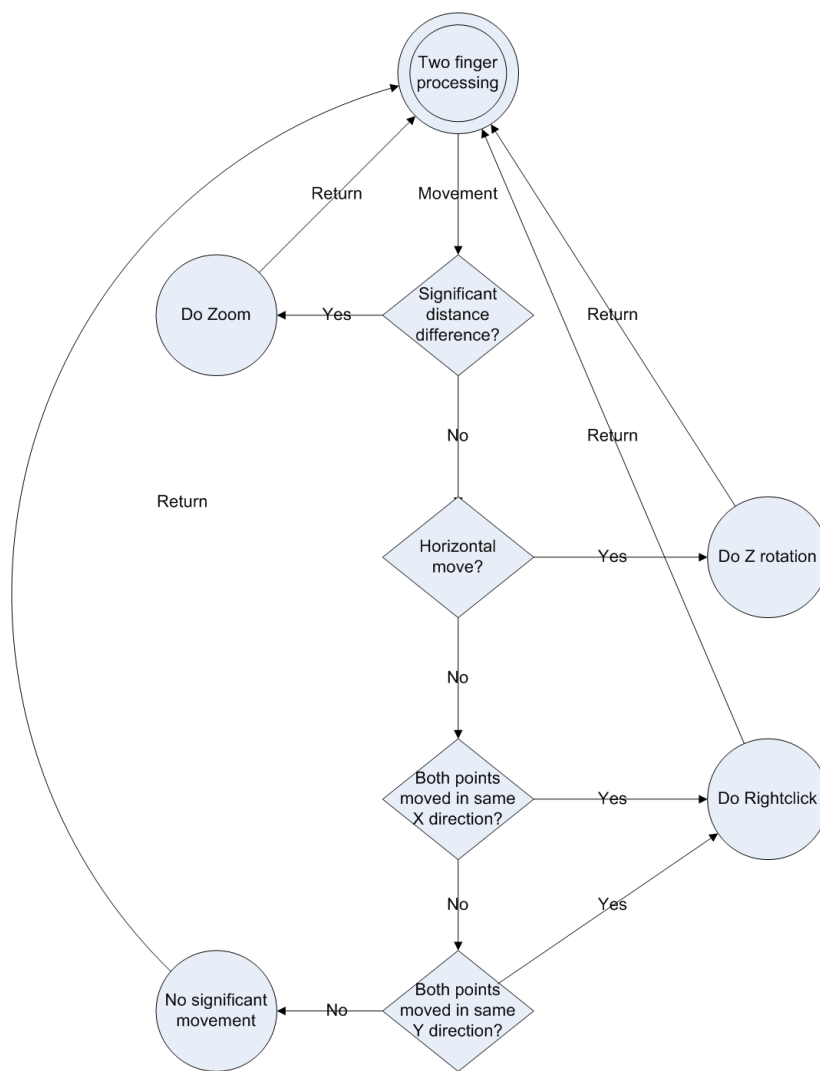 Two finger
processing
Return
Movement
Significant
distance
difference?
Do Zoom
Yes
Return
No
Return
Return
Horizontal
move?
Yes
Do Z rotation
No
Both points
moved in same
X direction?
Yes
Do Rightclick
No
Yes
Both points
moved in same
Y direction?
No
No significant
movement